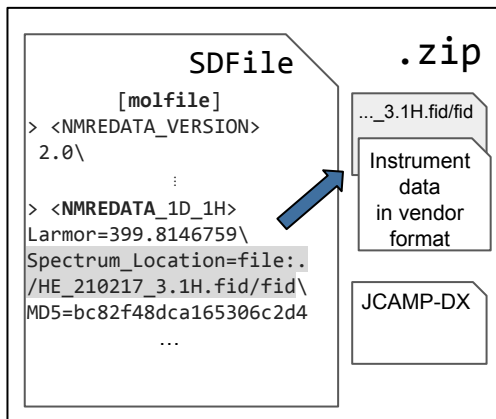 SDFile
[molfile]
> <NMREDATA_VERSION>
2.0\
⋮
> <NMREDATA_1D_1H>
Larmor=399.8146759\
Spectrum_Location=file:.
/HE_210217_3.1H.fid/fid\
MD5=bc82f48dca165306c2d4
…
.zip
..._3.1H.fid/fid
Instrument
data
in vendor
format
JCAMP-DX